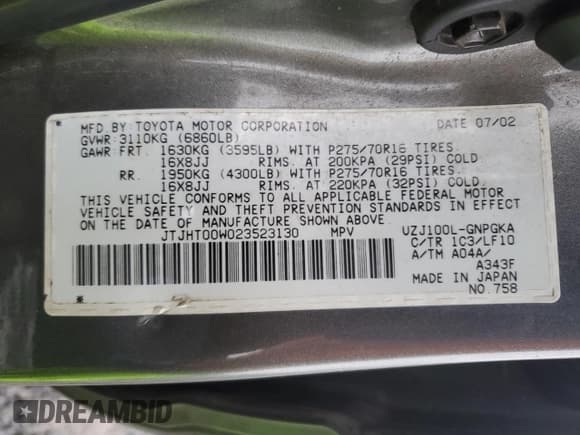 MFD. BY: TOYOTA MOTOR CORPORATION DATE 07/02
GVWR: 3110KG (6860LB)
GAWR FRT. 1630KG (3595LB) WITH P275/70R16 TIRES,
16X8JJ RIMS, AT 200KPA (29PSI) COLD
RR. 1950KG (4300LB) WITH P275/70R16 TIRES,
16X8JJ RIMS, AT 220KPA (32PSI) COLD
THIS VEHICLE CONFORMS TO ALL APPLICABLE FEDERAL MOTOR
VEHICLE SAFETY AND THEFT PREVENTION STANDARDS IN EFFECT
ON THE DATE OF MANUFACTURE SHOWN ABOVE.
JTJHT00W023523130 MPV UZJ100L-GNPGKA
C/TR 1C3/LF10
A/TM A04A/
A343F
MADE IN JAPAN
NO.758
DREAMBID